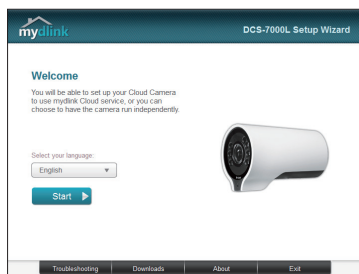 mydlink
DCS-7000L Setup Wizard
Welcome
You will be able to set up your Cloud Camera
to use mydlink Cloud service, or you can
choose to have the camera run independently.
Select your language:
English
Start
Troubleshooting Downloads About Exit